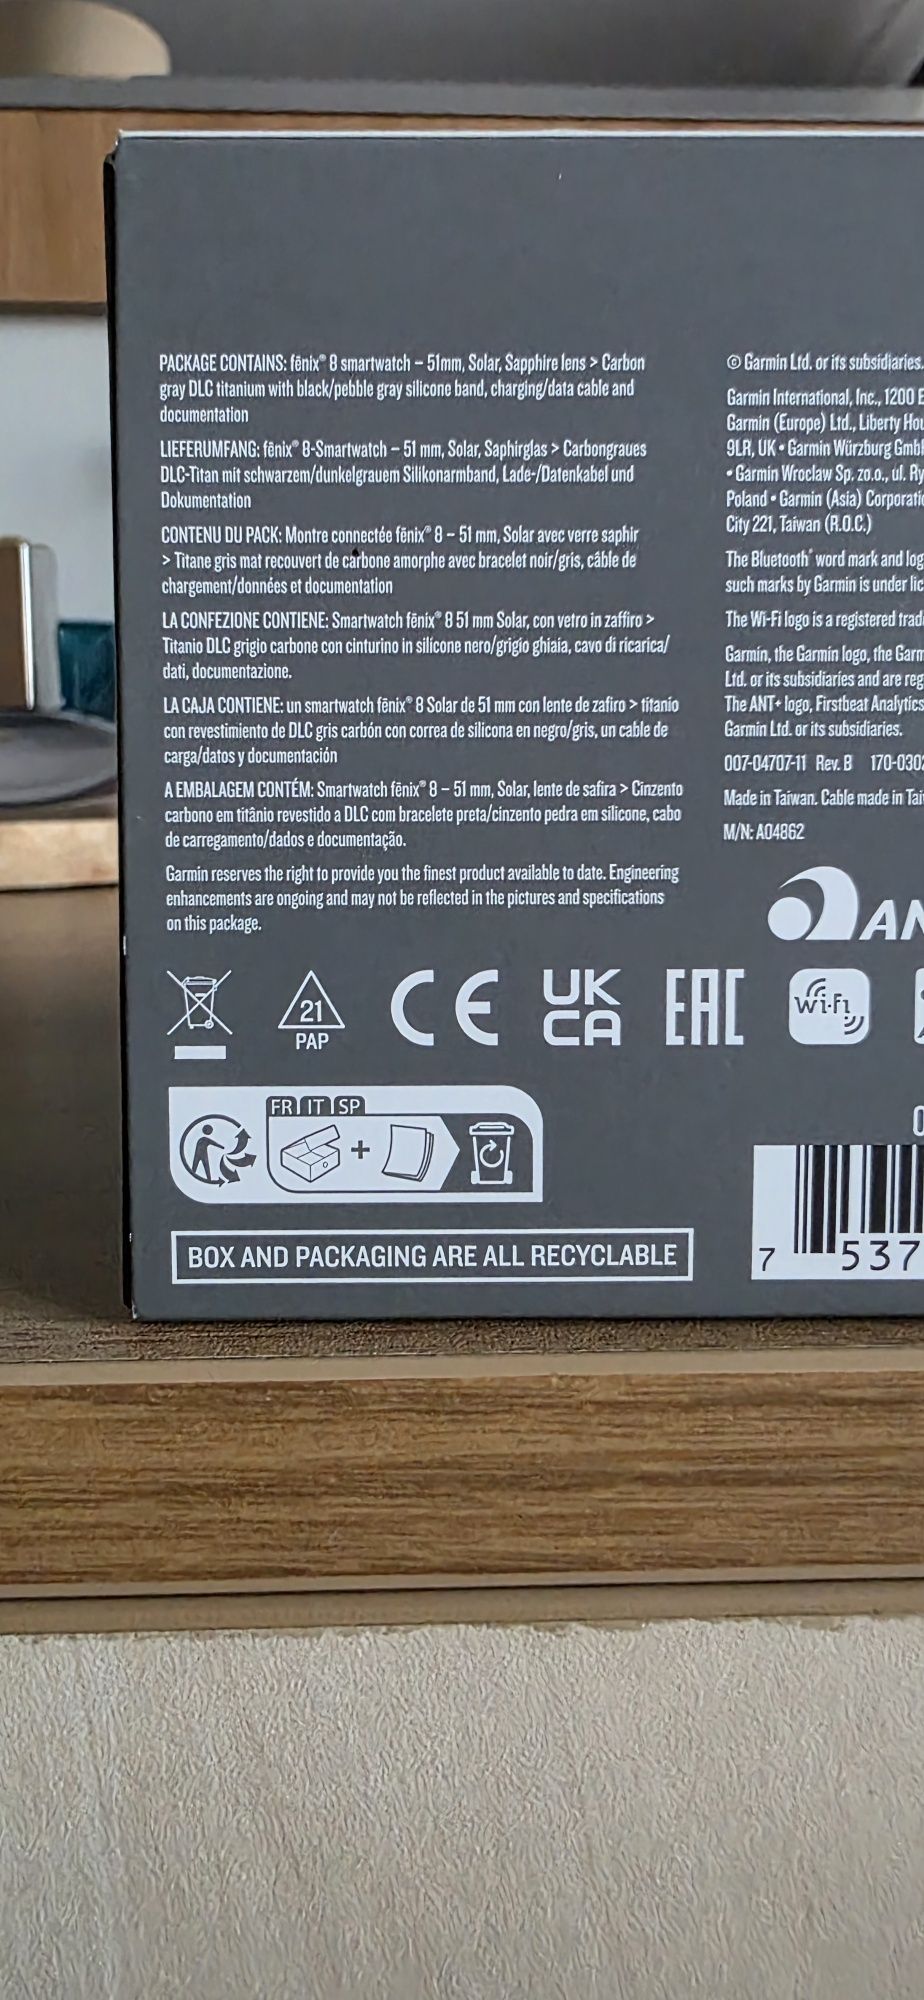 PACKAGE CONTAINS: fēnix® 8 smartwatch – 51mm, Solar, Sapphire lens > Carbon
gray DLC titanium with black/pebble gray silicone band, charging/data cable and
documentation
LIEFERUMFANG: fēnix® 8-Smartwatch – 51 mm, Solar, Saphirglas > Carbongraues
DLC-Titan mit schwarzem/dunkelgrauem Silikonarmband, Lade-/Datenkabel und
Dokumentation
CONTENU DU PACK: Montre connectée fēnix® 8 – 51 mm, Solar avec verre saphir
> Titane gris mat recouvert de carbone amorphe avec bracelet noir/gris, câble de
chargement/données et documentation
LA CONFEZIONE CONTIENE: Smartwatch fēnix® 8 51 mm Solar, con vetro in zaffiro >
Titanio DLC grigio carbone con cinturino in silicone nero/grigio ghiaia, cavo di ricarica/
dati, documentazione.
LA CAJA CONTIENE: un smartwatch fēnix® 8 Solar de 51 mm con lente de zafiro > titanio
con revestimiento de DLC gris carbón con correa de silicona en negro/gris, un cable de
carga/datos y documentación
A EMBALAGEM CONTÉM: Smartwatch fēnix® 8 – 51 mm, Solar, lente de safira > Cinzento
carbono em titânio revestido a DLC com bracelete preta/cinzento pedra em silicone, cabo
de carregamento/dados e documentação.
Garmin reserves the right to provide you the finest product available to date. Engineering
enhancements are ongoing and may not be reflected in the pictures and specifications
on this package.
© Garmin Ltd. or its subsidiaries.
Garmin International, Inc., 1200 E
Garmin (Europe) Ltd., Liberty Hou
9LR, UK • Garmin Würzburg Gmb
• Garmin Wroclaw Sp. zo.o., ul. Ry
Poland • Garmin (Asia) Corporati
City 221, Taiwan (R.O.C.)
The Bluetooth® word mark and log
such marks by Garmin is under lic
The Wi-Fi logo is a registered trad
Garmin, the Garmin logo, the Garm
Ltd. or its subsidiaries and are reg
The ANT+ logo, Firstbeat Analytics
Garmin Ltd. or its subsidiaries.
007-04707-11 Rev. B 170-030
Made in Taiwan. Cable made in Tai
M/N: A04862
AN
21
PAP
CE
UK
CA
EAC
Wi-Fi
FR IT SP
BOX AND PACKAGING ARE ALL RECYCLABLE
7 537